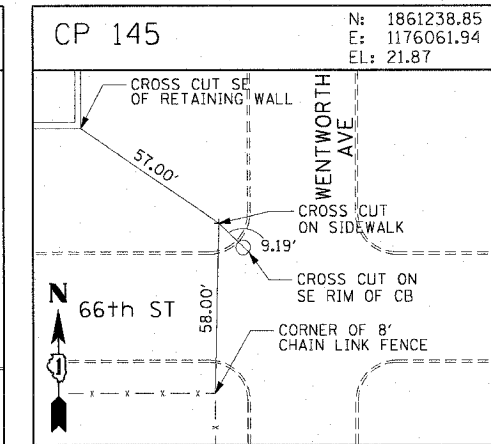 CP 145
N: 1861238.85
E: 1176061.94
EL: 21.87
CROSS CUT SE
OF RETAINING WALL
WENTWORTH
AVE
57.00'
CROSS CUT
ON SIDEWALK
9.19'
CROSS CUT ON
SE RIM OF CB
N
66th ST
58.00'
CORNER OF 8'
CHAIN LINK FENCE
1